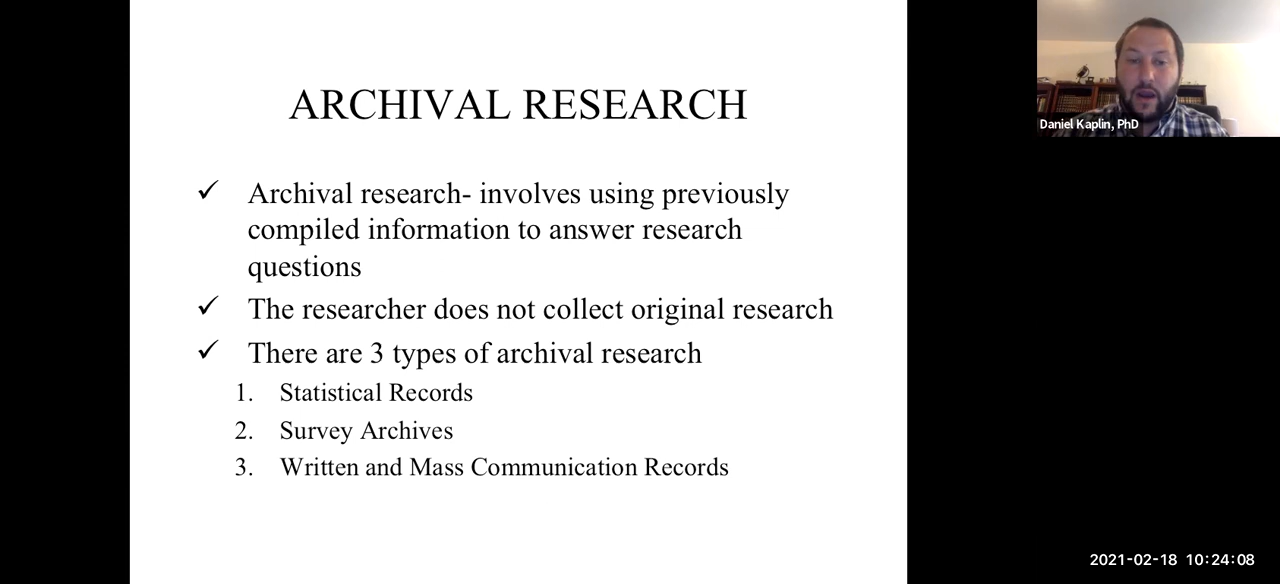 ARCHIVAL RESEARCH
✓ Archival research- involves using previously
compiled information to answer research
questions
✓ The researcher does not collect original research
✓ There are 3 types of archival research
1. Statistical Records
2. Survey Archives
3. Written and Mass Communication Records
Daniel Kaplin, PhD
2021-02-18 10:24:08